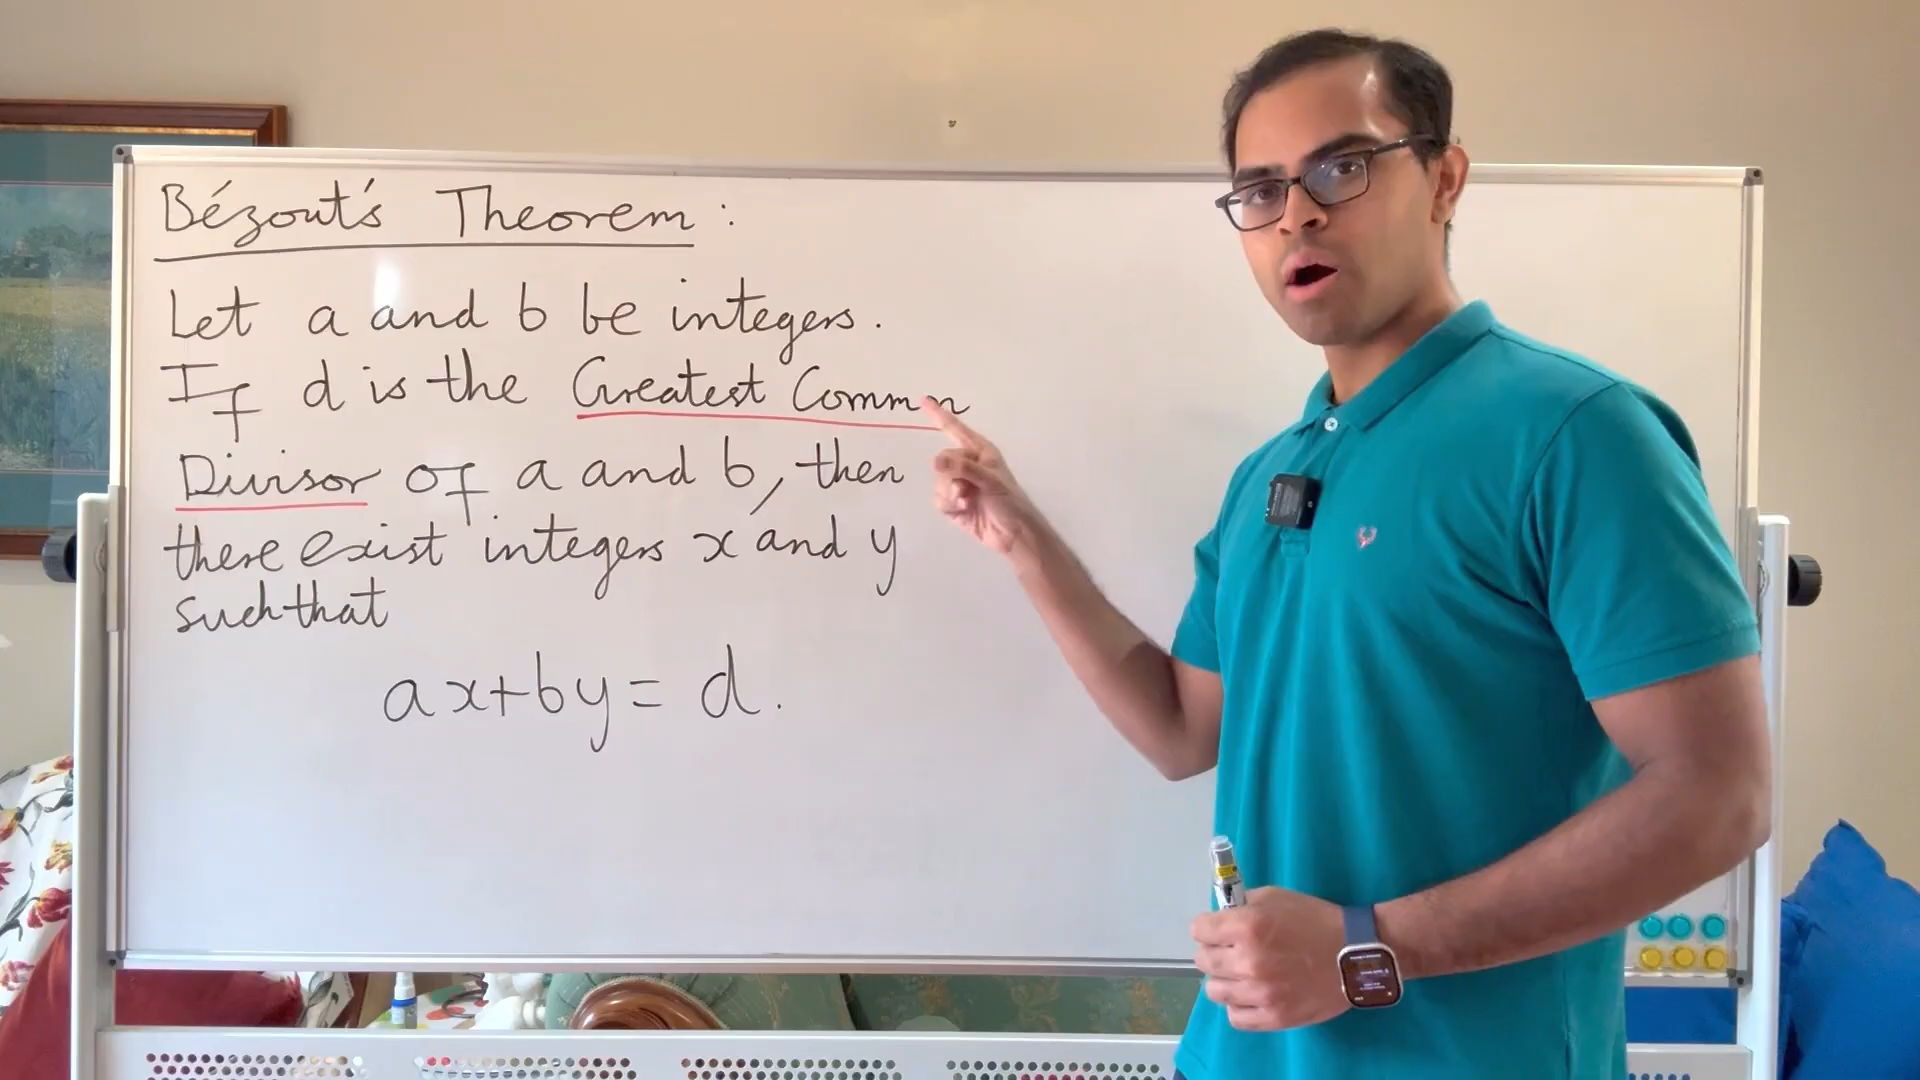 Bézout's Theorem :
Let a and b be integers.
If d is the Greatest Common
Divisor of a and b, then
there exist integers x and y
such that
ax+by= d.